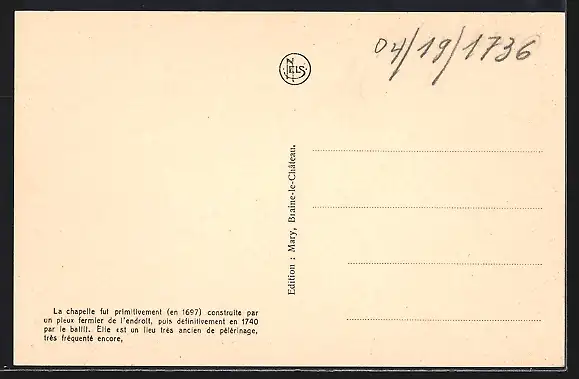 04/19/1736
NELS
Edition : Mary, Braine-le-Château.
La chapelle fut primitivement (en 1697) construite par
un pieux fermier de l'endroit, puis définitivement en 1740
par le bailli. Elle est un lieu très ancien de pèlérinage,
très fréquenté encore,